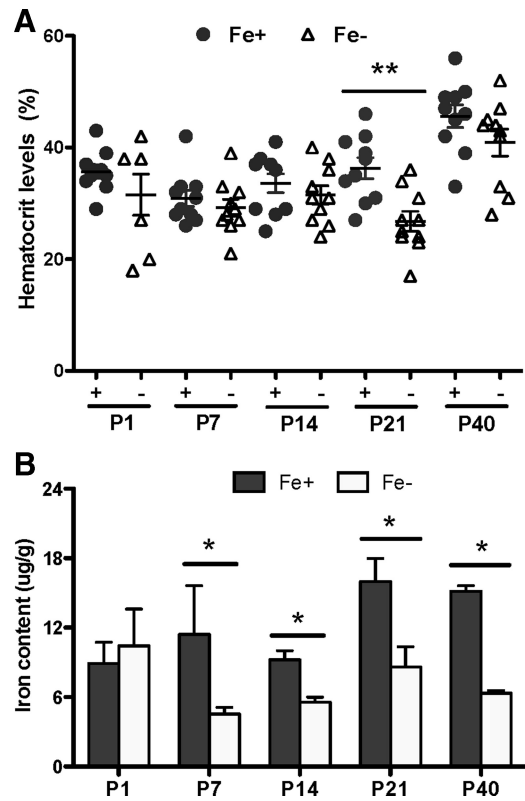 A
Fe+ Fe-
Hematocrit levels (%)
60
40
20
0
**
+ - + - + - + - + -
P1 P7 P14 P21 P40
B
Fe+ Fe-
Iron content (ug/g)
24
18
12
6
0
* * * *
P1 P7 P14 P21 P40